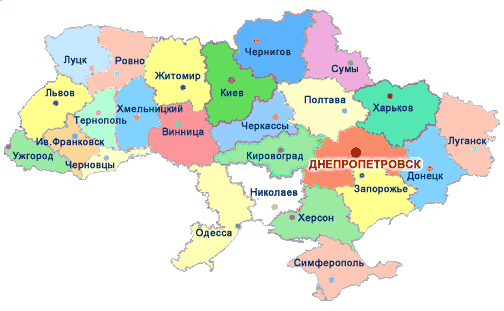 Чернигов
Луцк
Ровно
Сумы
Житомир
Киев
Львов
Полтава
Харьков
Хмельницкий
Тернополь
Черкассы
Винница
Ив.Франковск
Луганск
Ужгород
Черновцы
Кировоград
ДНЕПРОПЕТРОВСК
Донецк
Николаев
Запорожье
Херсон
Одесса
Симферополь